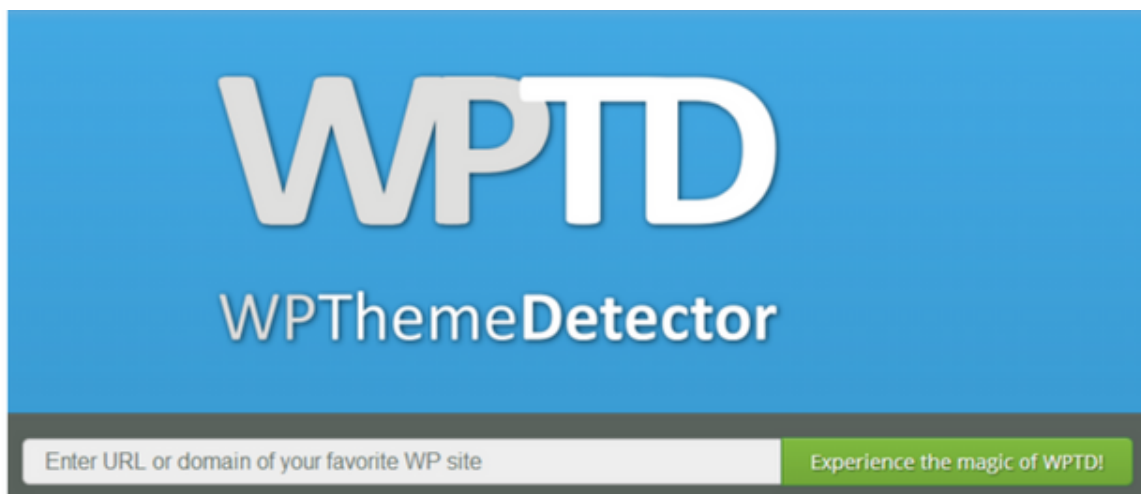 WPTD
WPThemeDetector
Enter URL or domain of your favorite WP site
Experience the magic of WPTD!